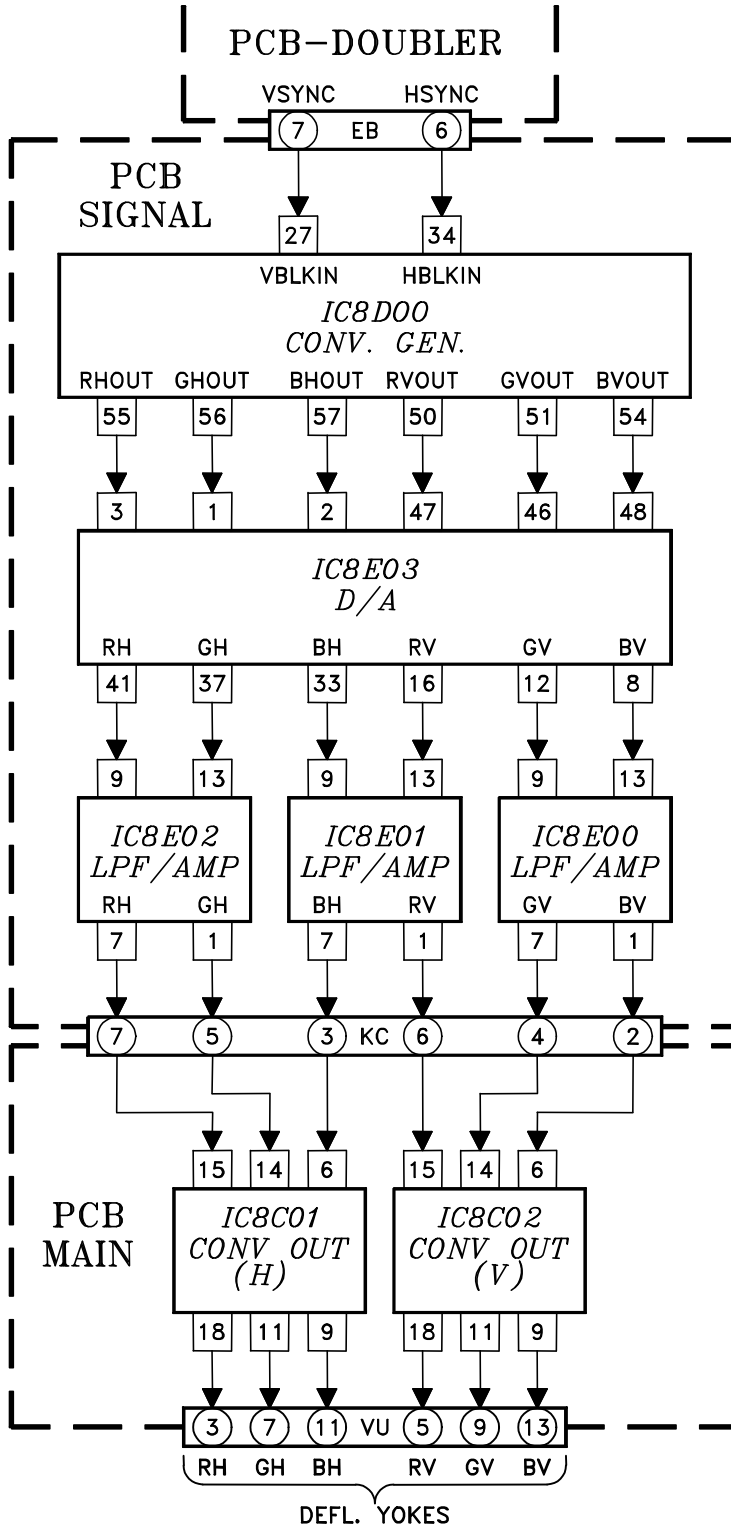 PCB-DOUBLER
VSYNC HSYNC
7 EB 6
PCB
SIGNAL
27 34
VBLKIN HBLKIN
IC8D00
CONV. GEN.
RHOUT GHOUT BHOUT RVOUT GVOUT BVOUT
55 56 57 50 51 54
3 1 2 47 46 48
IC8E03
D/A
RH GH BH RV GV BV
41 37 33 16 12 8
9 13 9 13 9 13
IC8E02 IC8E01 IC8E00
LPF/AMP LPF/AMP LPF/AMP
RH GH BH RV GV BV
7 1 7 1 7 1
7 5 3 KC 6 4 2
15 14 6 15 14 6
PCB
MAIN
IC8C01 IC8C02
CONV OUT CONV OUT
(H) (V)
18 11 9 18 11 9
3 7 11 VU 5 9 13
RH GH BH RV GV BV
DEFL. YOKES